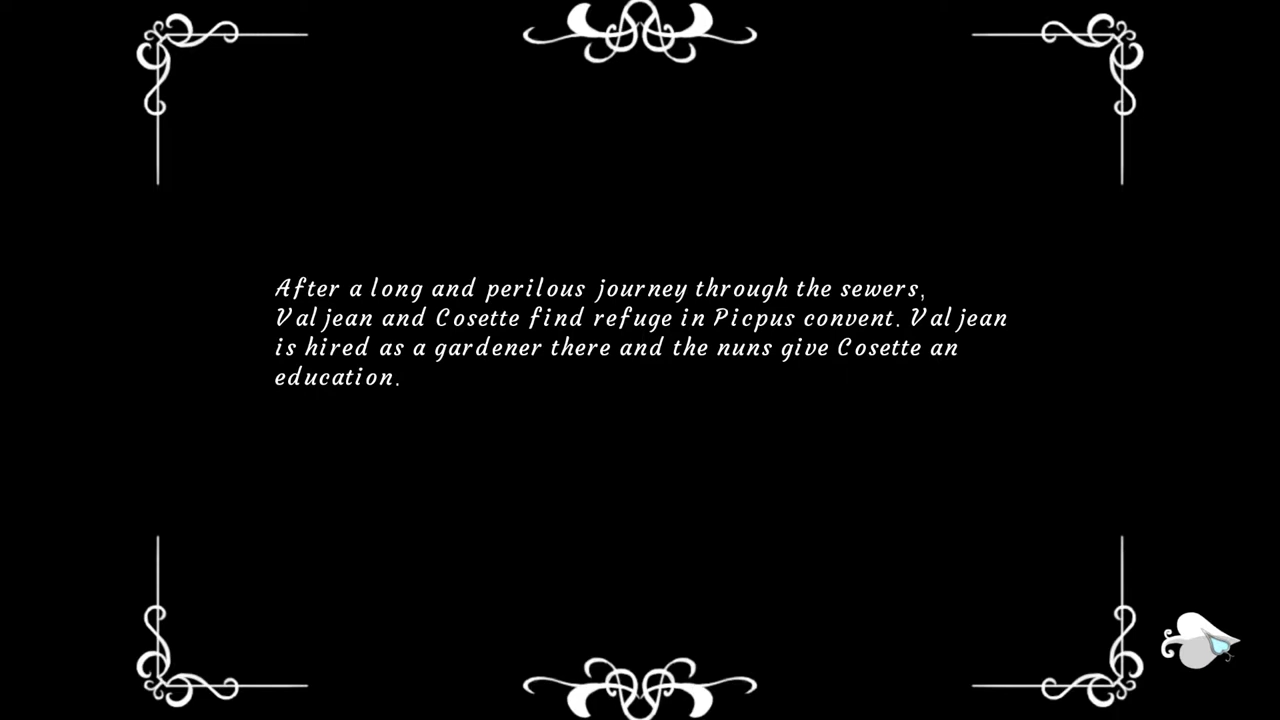 After a long and perilous journey through the sewers,
Valjean and Cosette find refuge in Picpus convent. Valjean
is hired as a gardener there and the nuns give Cosette an
education.